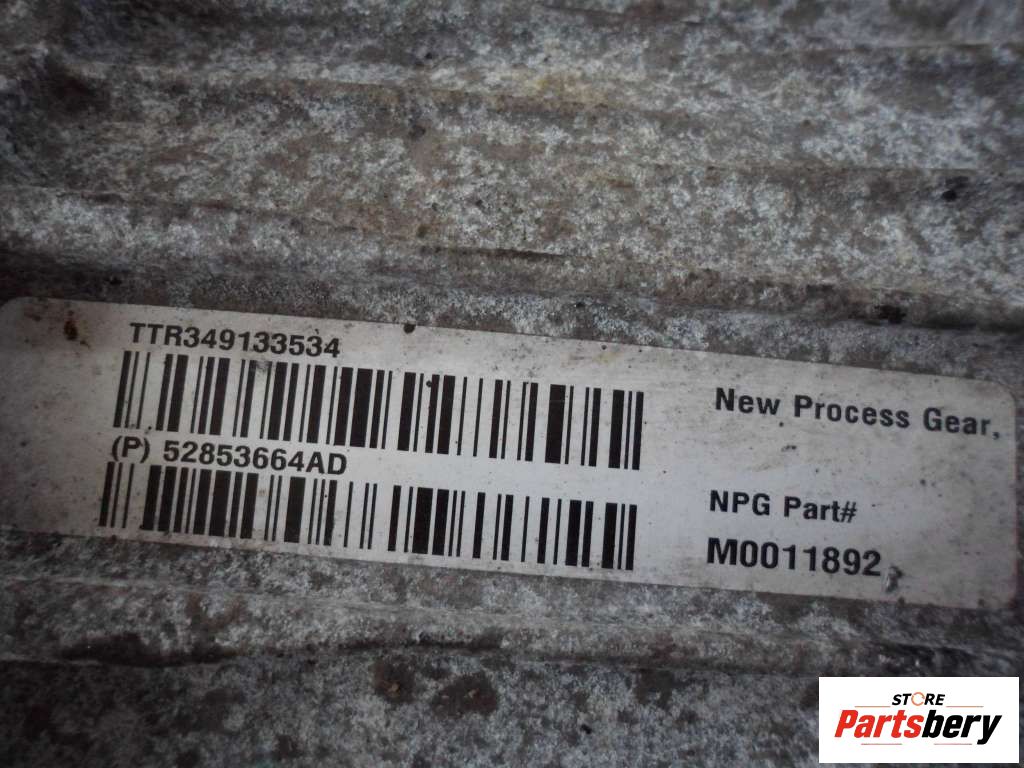 TTR349133534
(P) 52853664AD
New Process Gear,
NPG Part#
M0011892
STORE
Partsbery